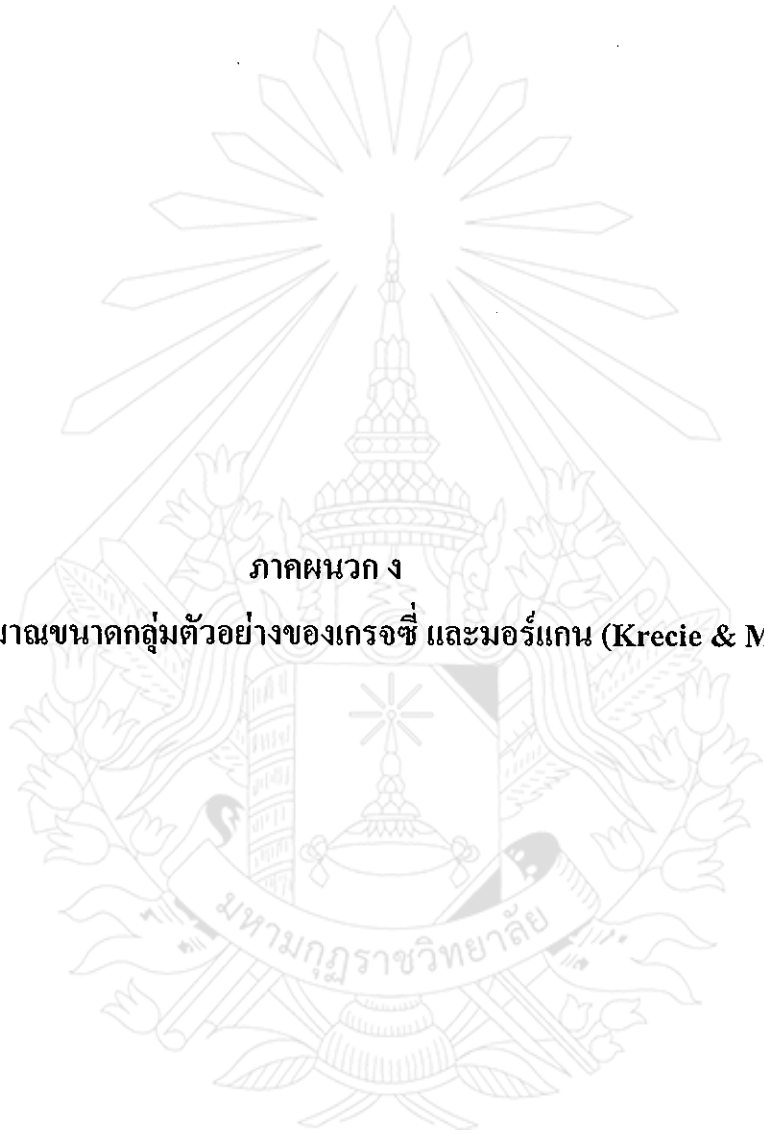 ภาคผนวก ง
มาณขนาดกลุ่มตัวอย่างของเกรจซี่ และมอร์แกน (Krecie & M
มหามกุฏราชวิทยาลัย